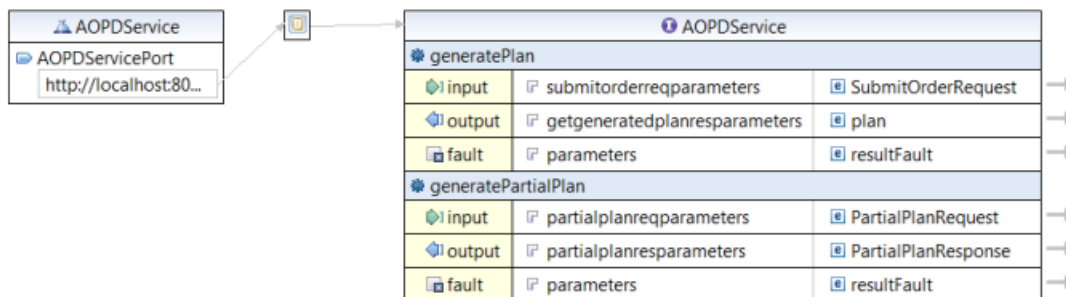 AOPDService
AOPDServicePort
http://localhost:80...
AOPDService
generatePlan
input submitorderreqparameters SubmitOrderRequest
output getgeneratedplanresparameters plan
fault parameters resultFault
generatePartialPlan
input partialplanreqparameters PartialPlanRequest
output partialplanresparameters PartialPlanResponse
fault parameters resultFault